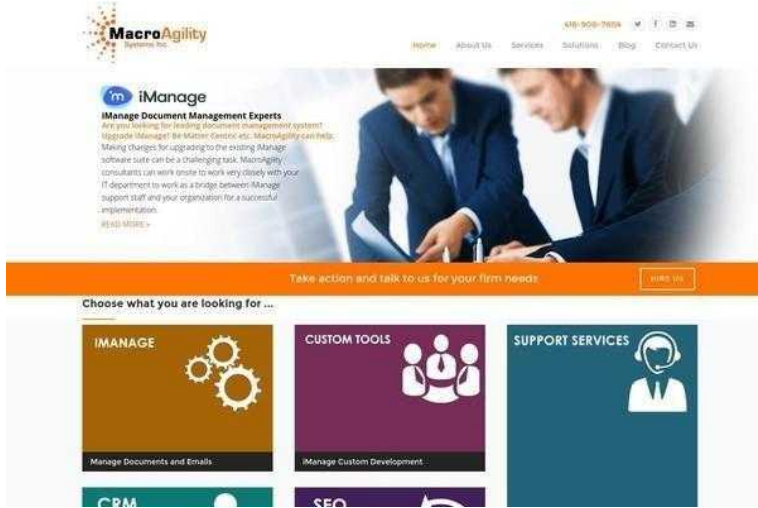 MacroAgility
Systems Inc.
416-906-7604
Home About Us Services Solutions Blog Contact Us
iManage
iManage Document Management Experts
Are you looking for leading document management system?
Upgrade iManage? Be Matter Centric etc. MacroAgility can help.
Making changes for upgrading to the existing iManage
software suite can be a challenging task. MacroAgility
consultants can work onsite to work very closely with your
IT department to work as a bridge between iManage
support staff and your organization for a successful
implementation.
READ MORE »
Take action and talk to us for your firm needs
HIRE US
Choose what you are looking for ...
IMANAGE
Manage Documents and Emails
CUSTOM TOOLS
iManage Custom Development
SUPPORT SERVICES
CRM
SEO